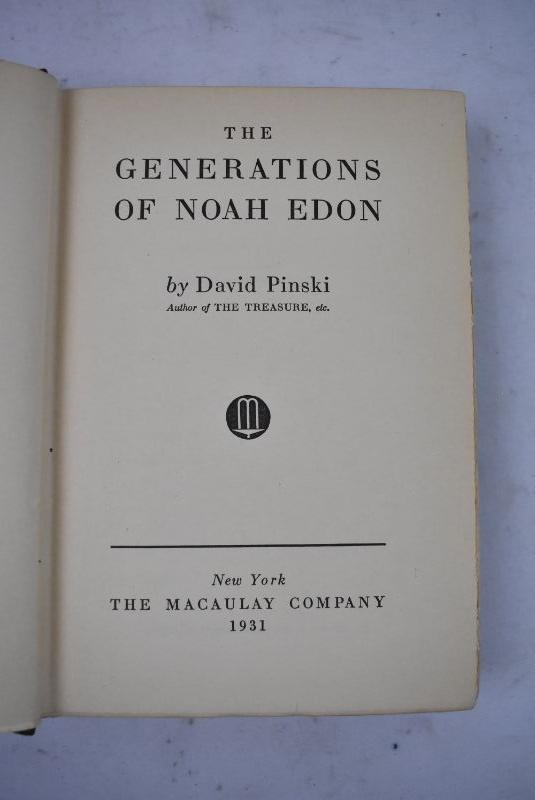 THE
GENERATIONS
OF NOAH EDON
by David Pinski
Author of THE TREASURE, etc.
m
New York
THE MACAULAY COMPANY
1931